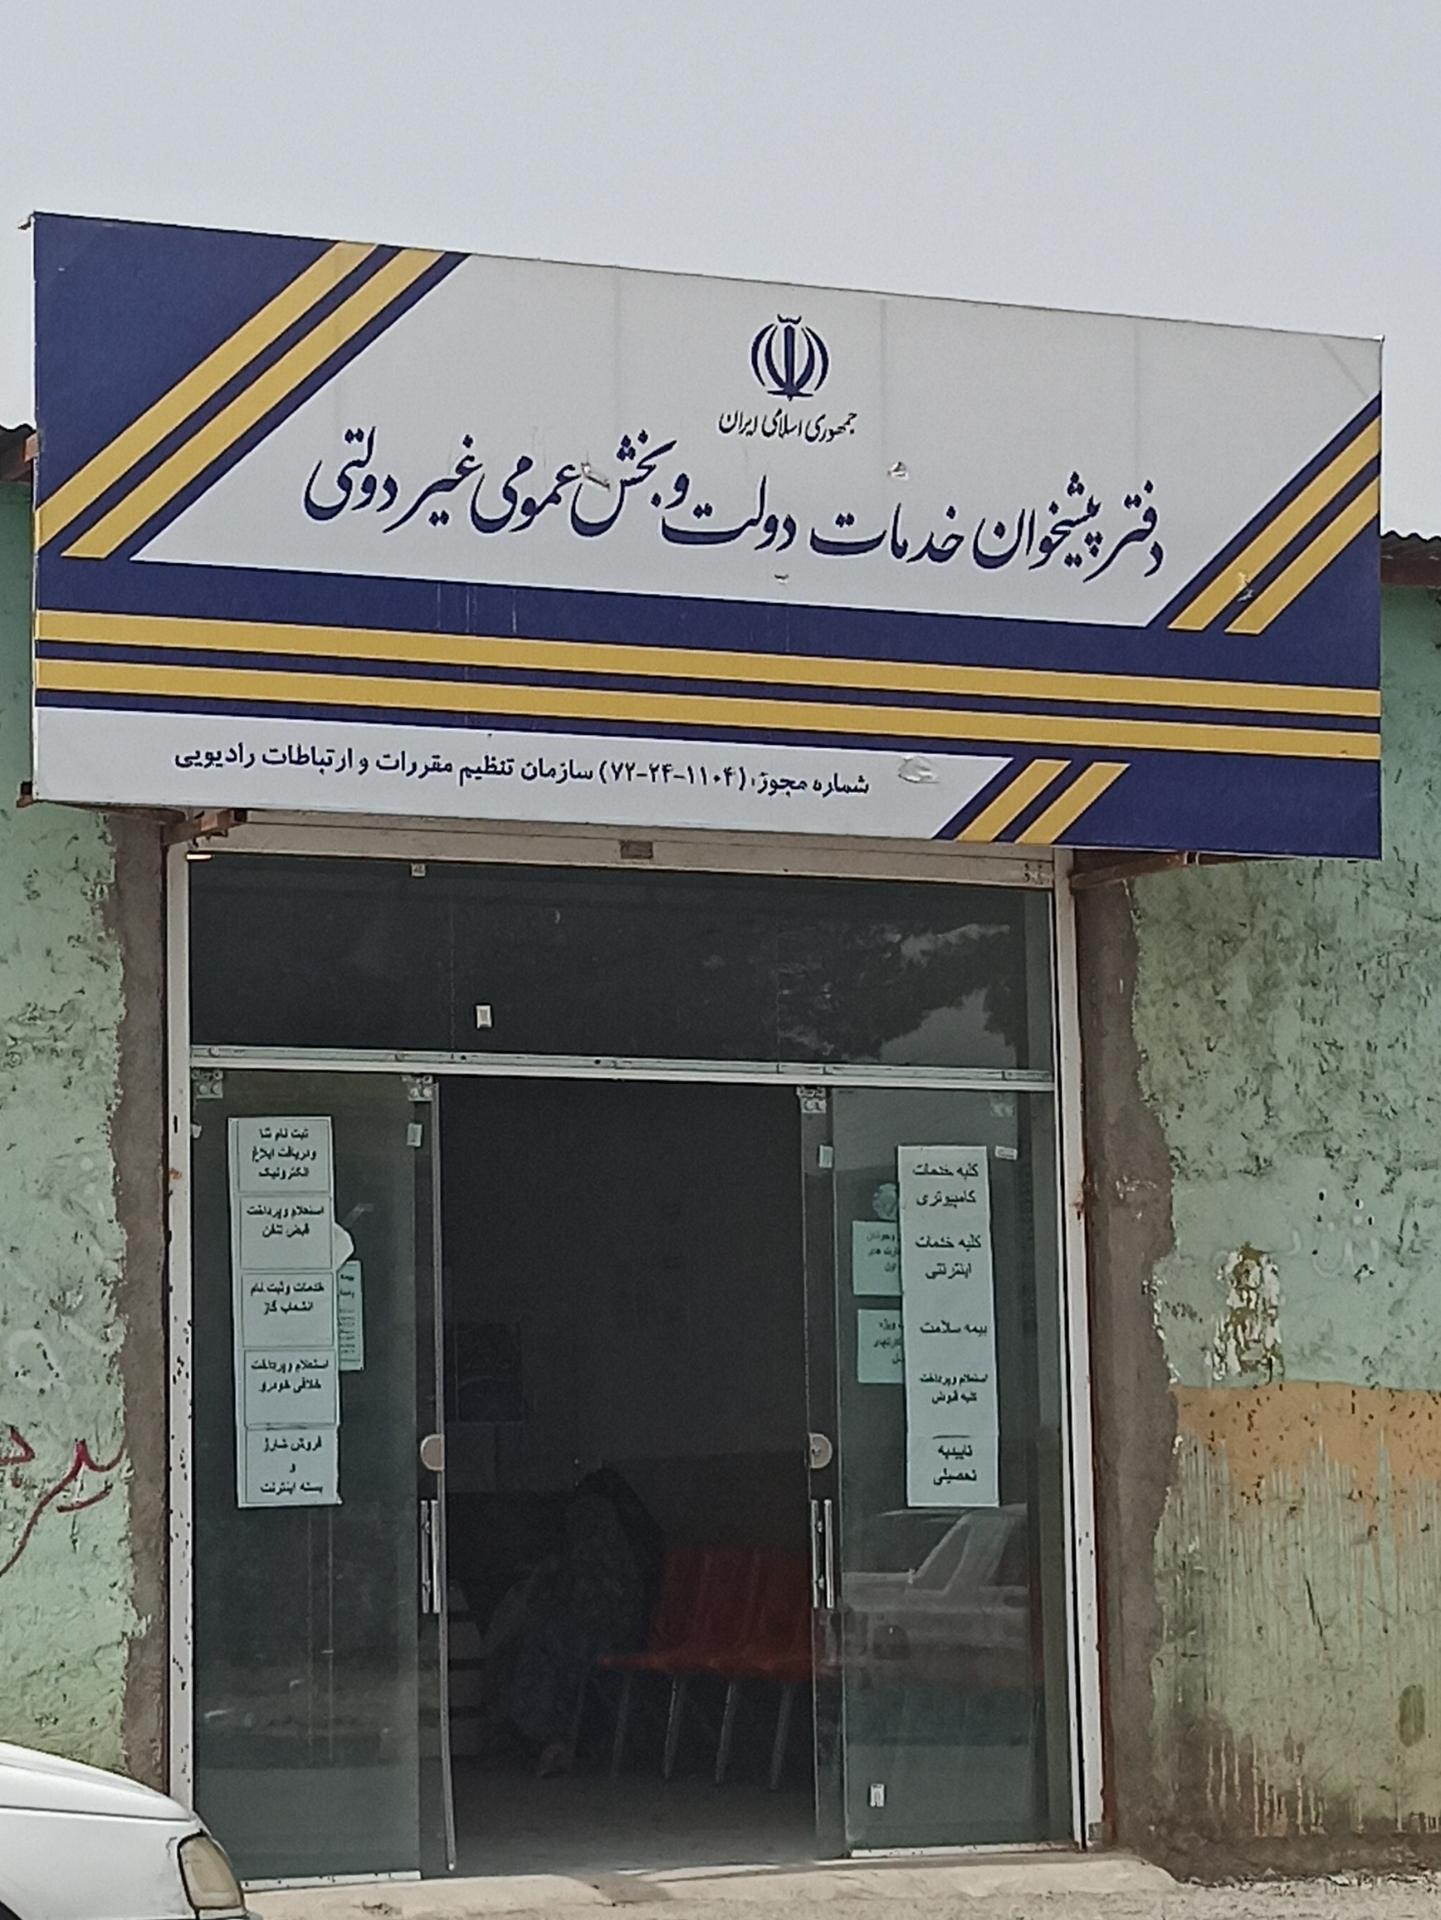 جمهوری اسلامی ایران
دفتر پیشخوان خدمات دولت و بخش عمومی غیر دولتی
شماره مجوز: (۷۲-۲۴-۱۱۰۴) سازمان تنظیم مقررات و ارتباطات رادیویی
کلیه خدمات
کامپیوتری
کلیه خدمات
اینترنتی
بیمه سلامت
استعلام و پرداخت
کلیه قبوض
تاییدیه
تحصیلی
ثبت نام ثنا
و دریافت ابلاغ
الکترونیک
استعلام و پرداخت
قبض تلفن
خدمات و ثبت نام
انشعاب گاز
استعلام و پرداخت
خلافی خودرو
فروش شارژ
و
بسته اینترنت